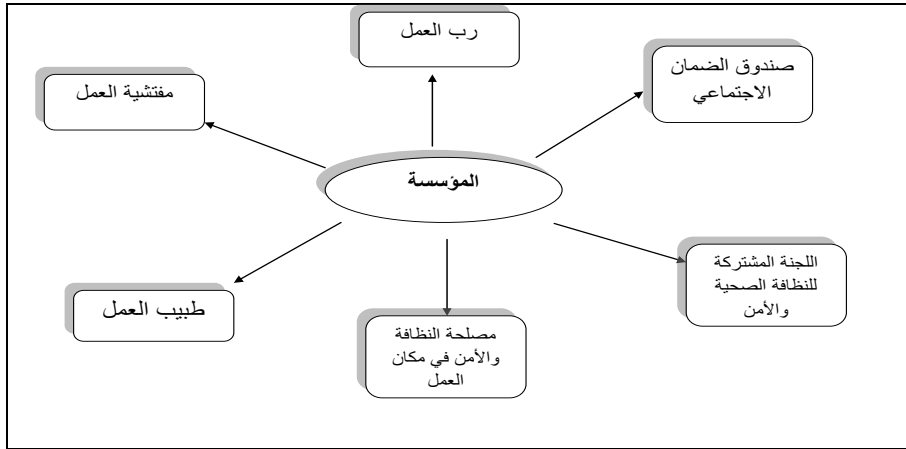 رب العمل
صندوق الضمان
الاجتماعي
مفتشية العمل
المؤسسة
اللجنة المشتركة
للنظافة الصحية
والأمن
طبيب العمل
مصلحة النظافة
والأمن في مكان
العمل